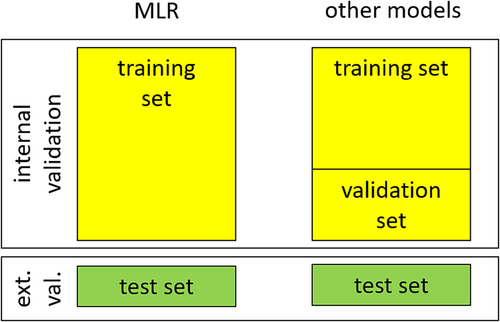 MLR
other models
internal
validation
training
set
training set
validation
set
ext.
val.
test set
test set